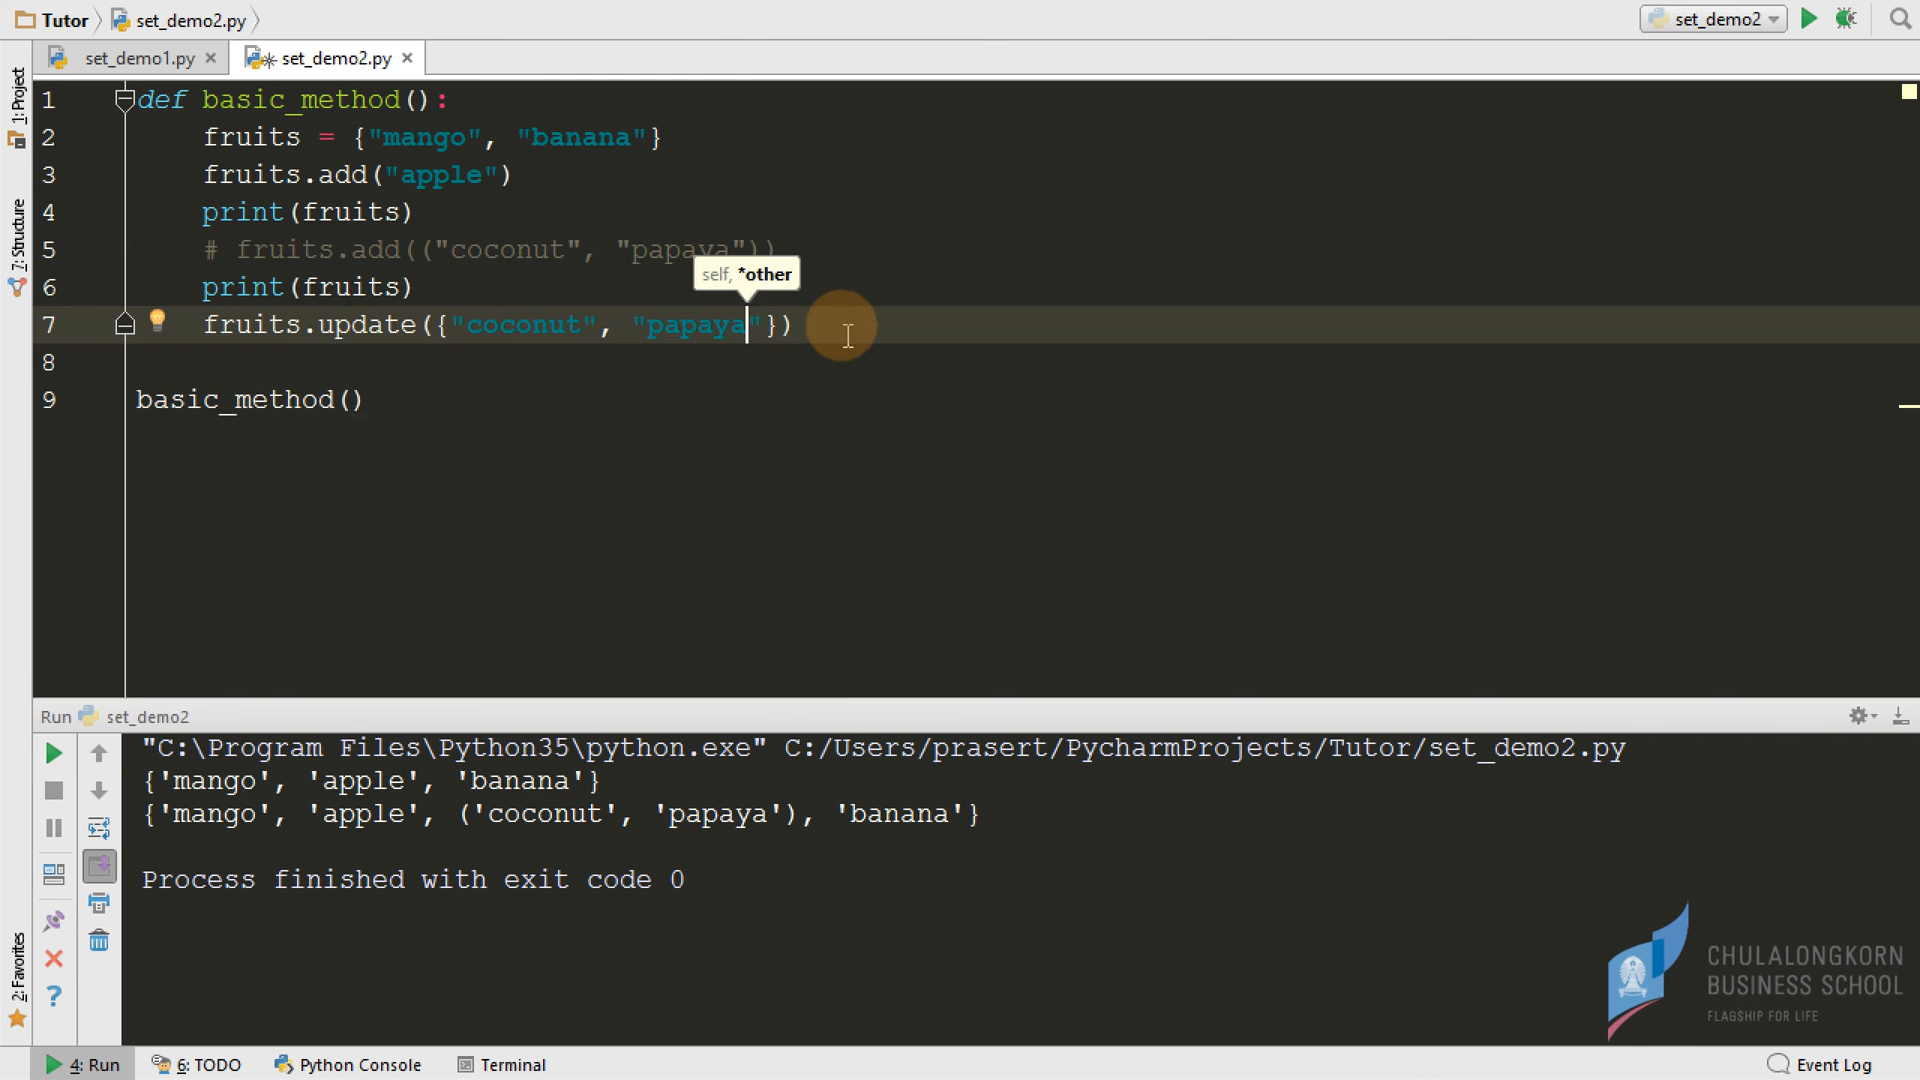 Tutor set_demo2.py set_demo2
set_demo1.py set_demo2.py
1: Project
7: Structure
2: Favorites
1 def basic_method():
2 fruits = {"mango", "banana"}
3 fruits.add("apple")
4 print(fruits)
5 # fruits.add(("coconut", "papaya"))
self, *other
6 print(fruits)
7 fruits.update({"coconut", "papaya"})
8
9 basic_method()
Run set_demo2
"C:\Program Files\Python35\python.exe" C:/Users/prasert/PycharmProjects/Tutor/set_demo2.py
{'mango', 'apple', 'banana'}
{'mango', 'apple', ('coconut', 'papaya'), 'banana'}
Process finished with exit code 0
CHULALONGKORN
BUSINESS SCHOOL
FLAGSHIP FOR LIFE
4: Run 6: TODO Python Console Terminal Event Log